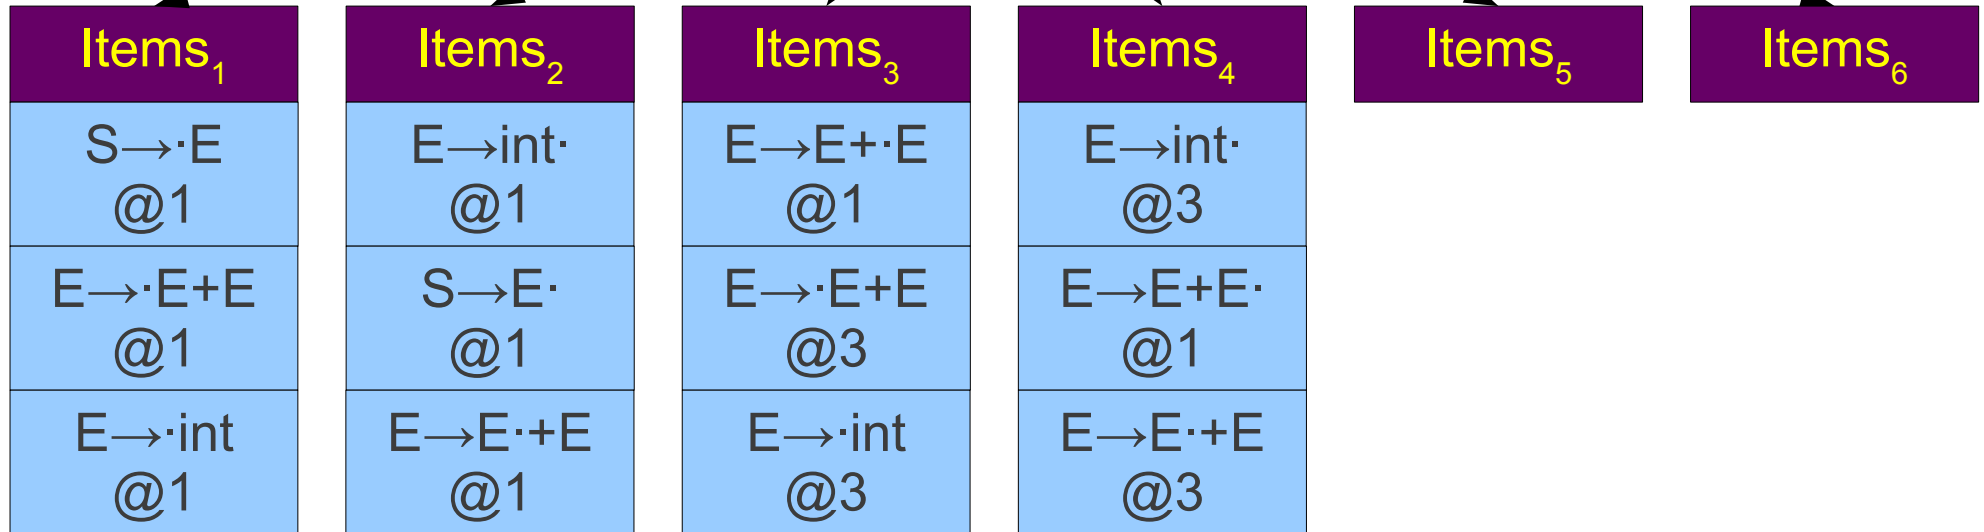 Items₁ Items₂ Items₃ Items₄ Items₅ Items₆
S→·E E→int· E→E+·E E→int·
@1 @1 @1 @3
E→·E+E S→E· E→·E+E E→E+E·
@1 @1 @3 @1
E→·int E→E·+E E→·int E→E·+E
@1 @1 @3 @3